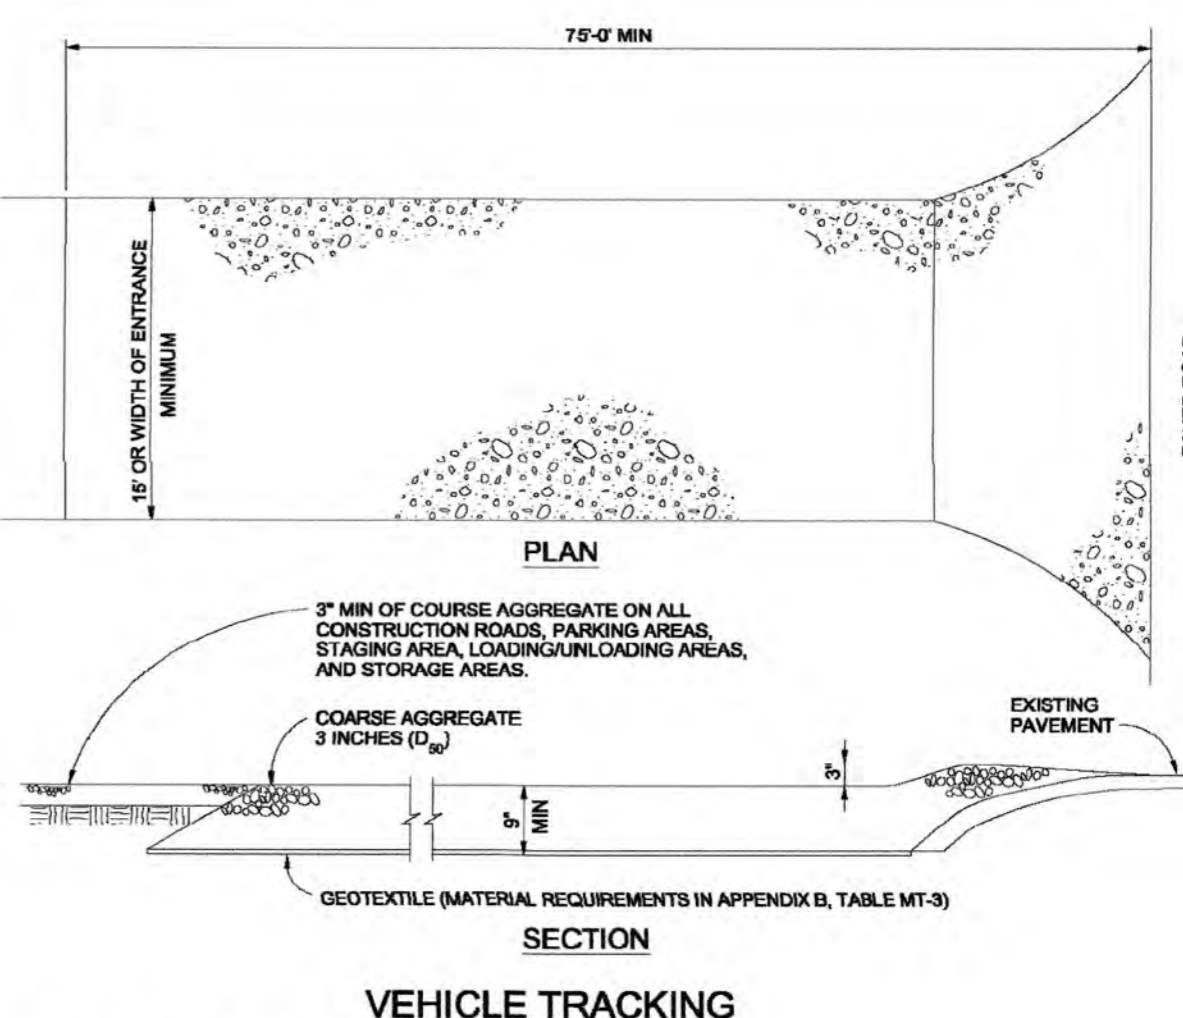 75'-0' MIN
15' OR WIDTH OF ENTRANCE
MINIMUM
PLAN
3" MIN OF COURSE AGGREGATE ON ALL
CONSTRUCTION ROADS, PARKING AREAS,
STAGING AREA, LOADING/UNLOADING AREAS,
AND STORAGE AREAS.
COARSE AGGREGATE
3 INCHES (D50)
EXISTING
PAVEMENT
3"
9"
MIN
GEOTEXTILE (MATERIAL REQUIREMENTS IN APPENDIX B, TABLE MT-3)
SECTION
VEHICLE TRACKING